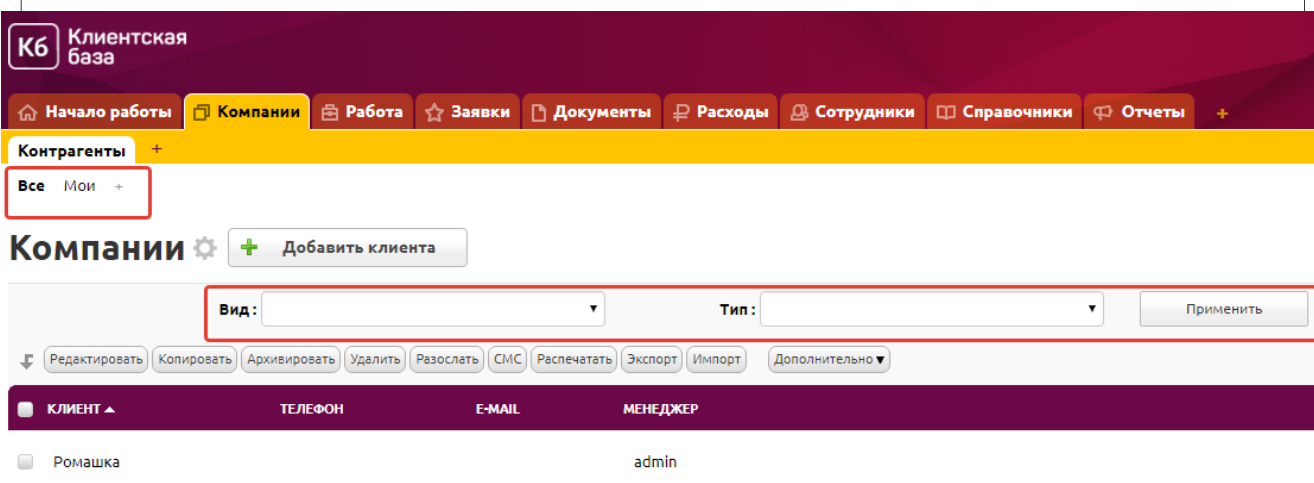 Кб Клиентская
база
Начало работы Компании Работа Заявки Документы Расходы Сотрудники Справочники Отчеты +
Контрагенты +
Все Мои +
Компании + Добавить клиента
Вид : Тип : Применить
Редактировать Копировать Архивировать Удалить Разослать СМС Распечатать Экспорт Импорт Дополнительно
КЛИЕНТ ТЕЛЕФОН E-MAIL МЕНЕДЖЕР
Ромашка admin